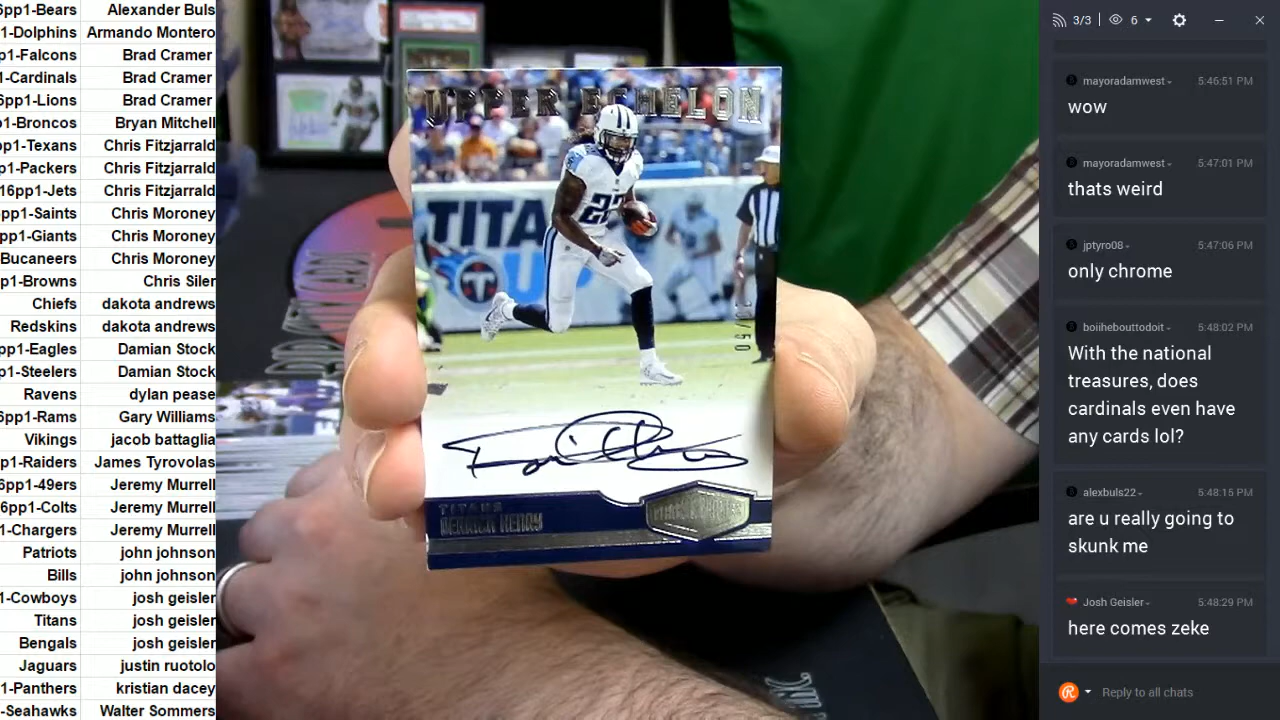 6pp1-Bears Alexander Buls
1-Dolphins Armando Montero
p1-Falcons Brad Cramer
1-Cardinals Brad Cramer
6pp1-Lions Brad Cramer
p1-Broncos Bryan Mitchell
p1-Texans Chris Fitzjarrald
p1-Packers Chris Fitzjarrald
16pp1-Jets Chris Fitzjarrald
pp1-Saints Chris Moroney
pp1-Giants Chris Moroney
Bucaneers Chris Moroney
p1-Browns Chris Siler
Chiefs dakota andrews
Redskins dakota andrews
pp1-Eagles Damian Stock
p1-Steelers Damian Stock
Ravens dylan pease
6pp1-Rams Gary Williams
Vikings jacob battaglia
p1-Raiders James Tyrovolas
6pp1-49ers Jeremy Murrell
6pp1-Colts Jeremy Murrell
1-Chargers Jeremy Murrell
Patriots john johnson
Bills john johnson
1-Cowboys josh geisler
Titans josh geisler
Bengals josh geisler
Jaguars justin ruotolo
1-Panthers kristian dacey
-Seahawks Walter Sommers
UPPER ECHELON
TITA
UP
22
/50
TITANS
DERRICK HENRY
3/3 6
mayoradamwest 5:46:51 PM
wow
mayoradamwest 5:47:01 PM
thats weird
jptyro08 5:47:06 PM
only chrome
boiihebouttodoit 5:48:02 PM
With the national
treasures, does
cardinals even have
any cards lol?
alexbuls22 5:48:15 PM
are u really going to
skunk me
Josh Geisler 5:48:29 PM
here comes zeke
Reply to all chats